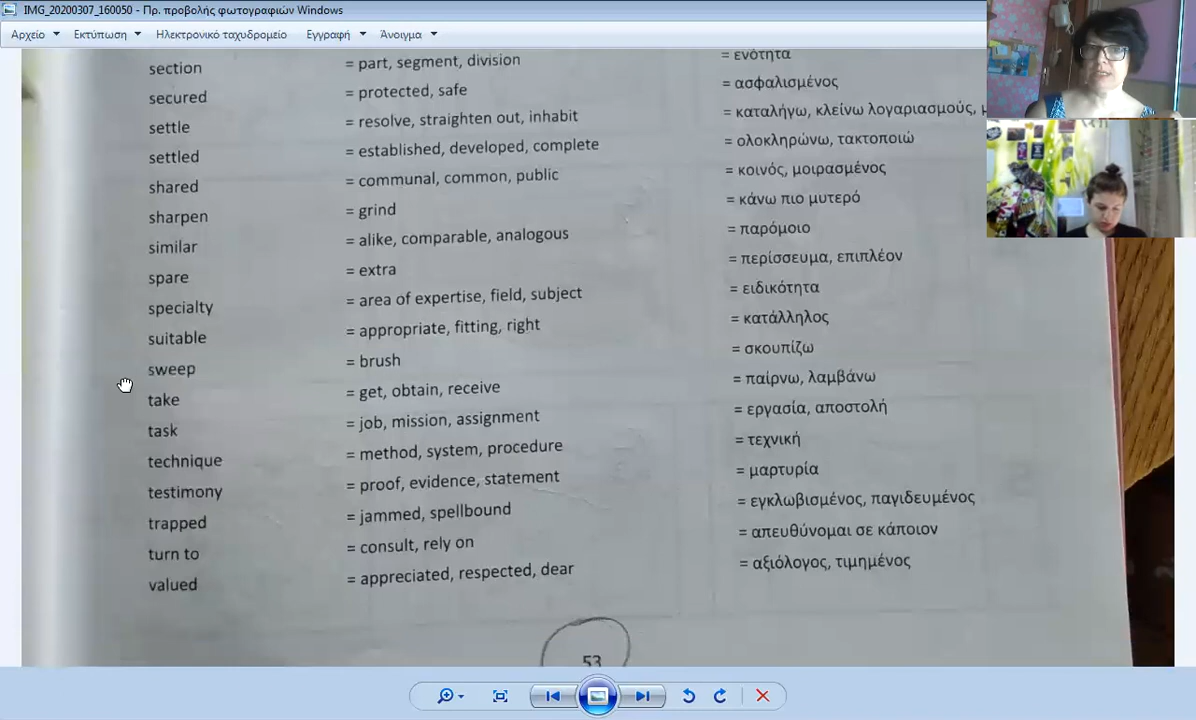 IMG_20200307_160050 - Πρ. προβολής φωτογραφιών Windows
Αρχείο Εκτύπωση Ηλεκτρονικό ταχυδρομείο Εγγραφή Άνοιγμα
section = part, segment, division = ενότητα
secured = protected, safe = ασφαλισμένος
settle = resolve, straighten out, inhabit = καταλήγω, κλείνω λογαριασμούς,
settled = established, developed, complete = ολοκληρώνω, τακτοποιώ
shared = communal, common, public = κοινός, μοιρασμένος
sharpen = grind = κάνω πιο μυτερό
similar = alike, comparable, analogous = παρόμοιο
spare = extra = περίσσευμα, επιπλέον
specialty = area of expertise, field, subject = ειδικότητα
suitable = appropriate, fitting, right = κατάλληλος
sweep = brush = σκουπίζω
take = get, obtain, receive = παίρνω, λαμβάνω
task = job, mission, assignment = εργασία, αποστολή
technique = method, system, procedure = τεχνική
testimony = proof, evidence, statement = μαρτυρία
trapped = jammed, spellbound = εγκλωβισμένος, παγιδευμένος
turn to = consult, rely on = απευθύνομαι σε κάποιον
valued = appreciated, respected, dear = αξιόλογος, τιμημένος
53